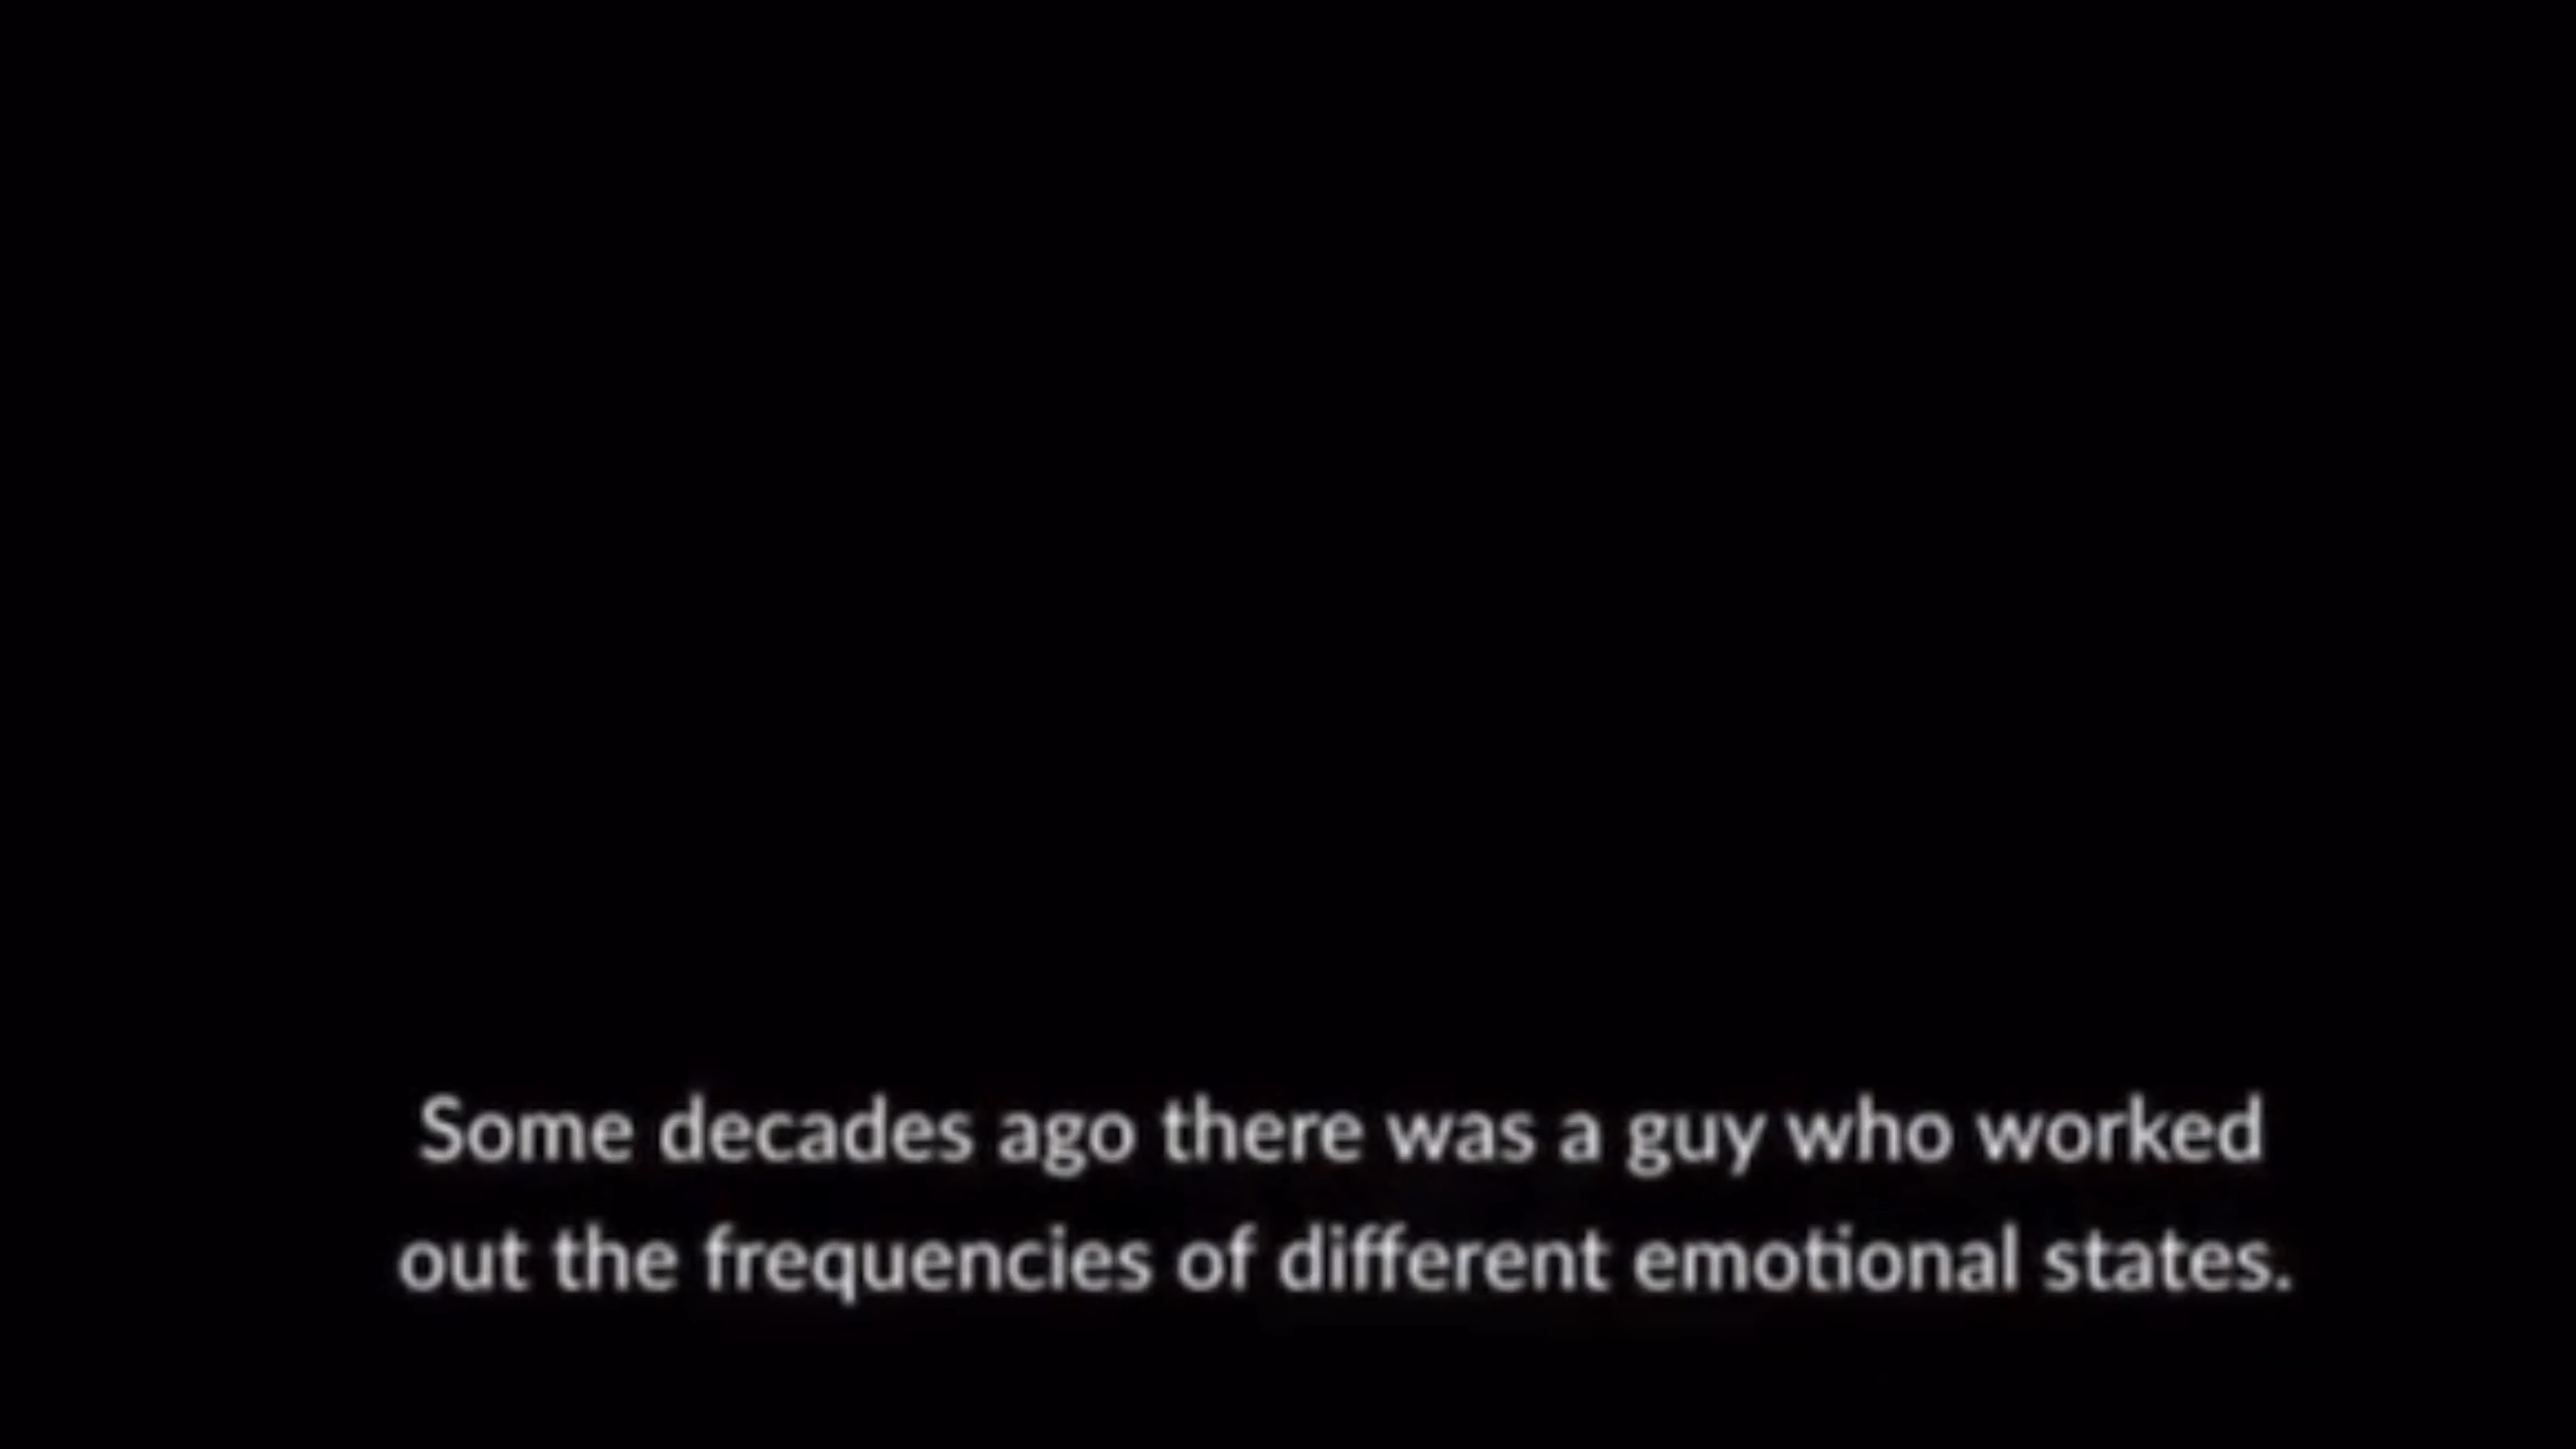 Some decades ago there was a guy who worked
out the frequencies of different emotional states.